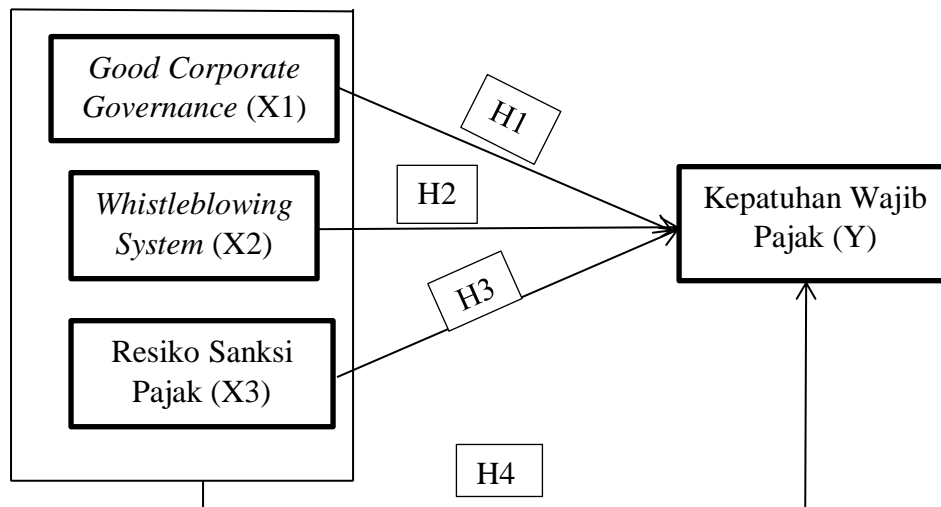 Good Corporate
Governance (X1)
H1
H2
Whistleblowing
System (X2)
Kepatuhan Wajib
Pajak (Y)
H3
Resiko Sanksi
Pajak (X3)
H4